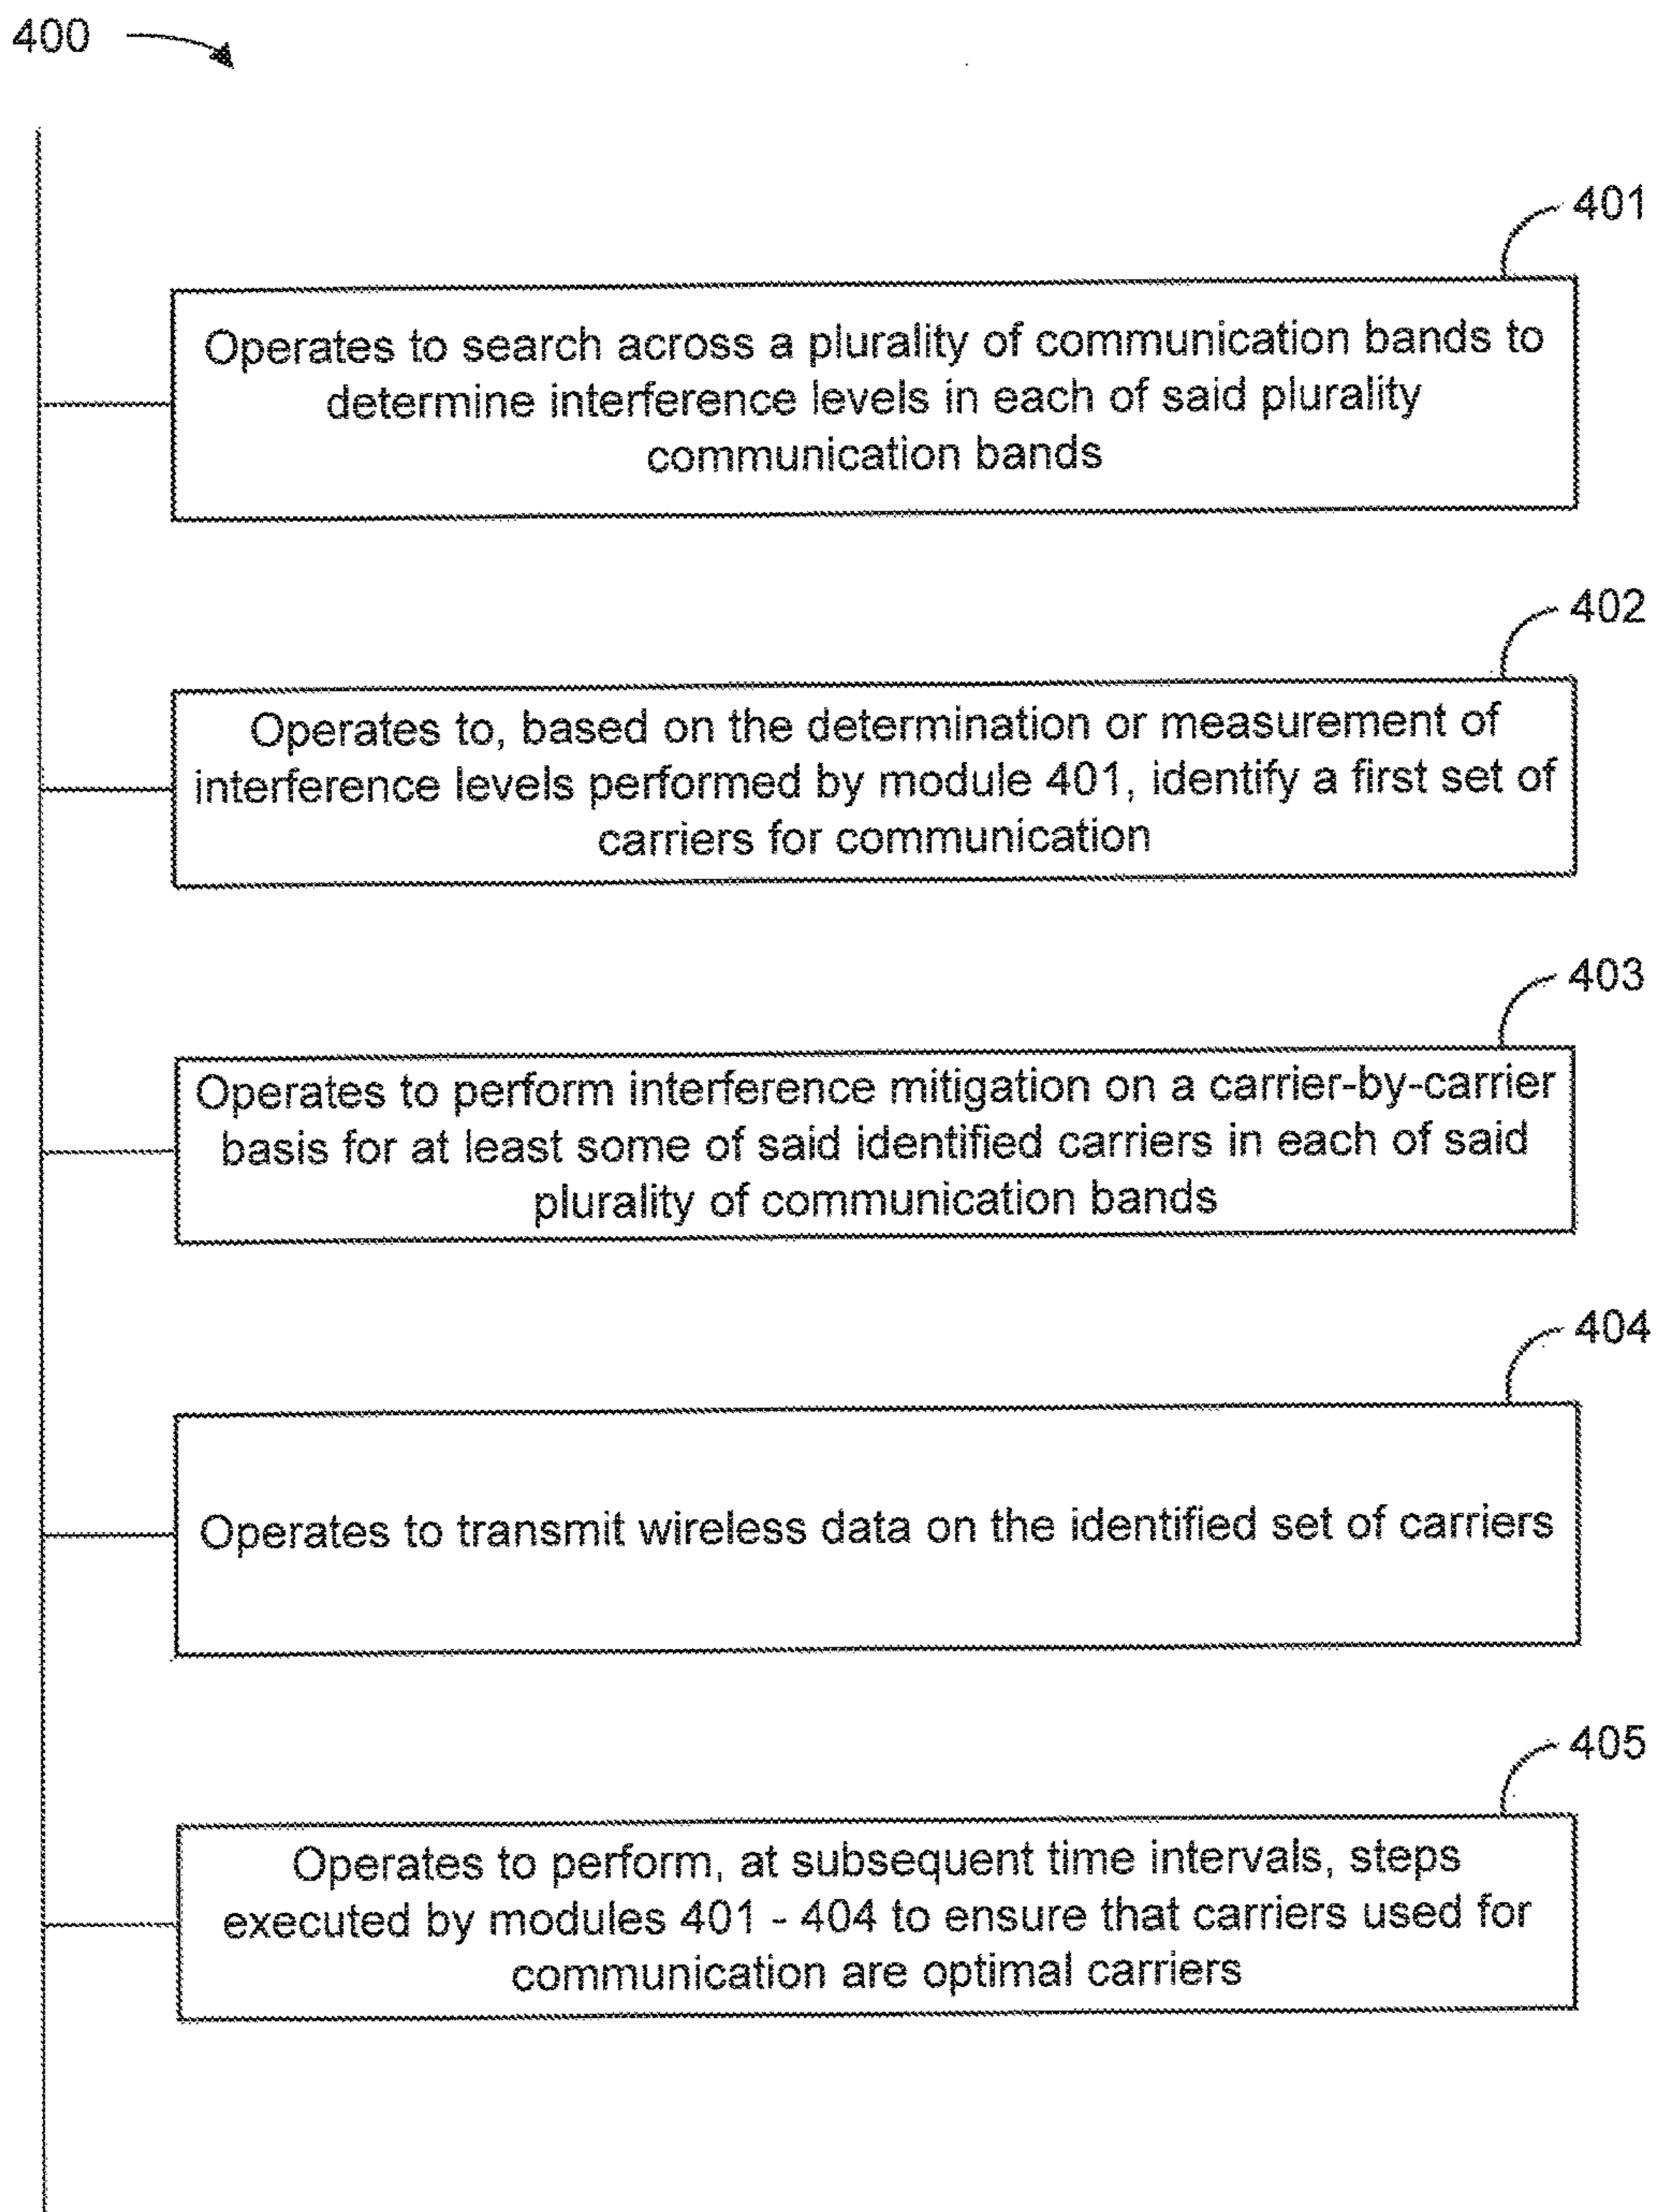 400
401
Operates to search across a plurality of communication bands to
determine interference levels in each of said plurality
communication bands
402
Operates to, based on the determination or measurement of
interference levels performed by module 401, identify a first set of
carriers for communication
403
Operates to perform interference mitigation on a carrier-by-carrier
basis for at least some of said identified carriers in each of said
plurality of communication bands
404
Operates to transmit wireless data on the identified set of carriers
405
Operates to perform, at subsequent time intervals, steps
executed by modules 401 - 404 to ensure that carriers used for
communication are optimal carriers